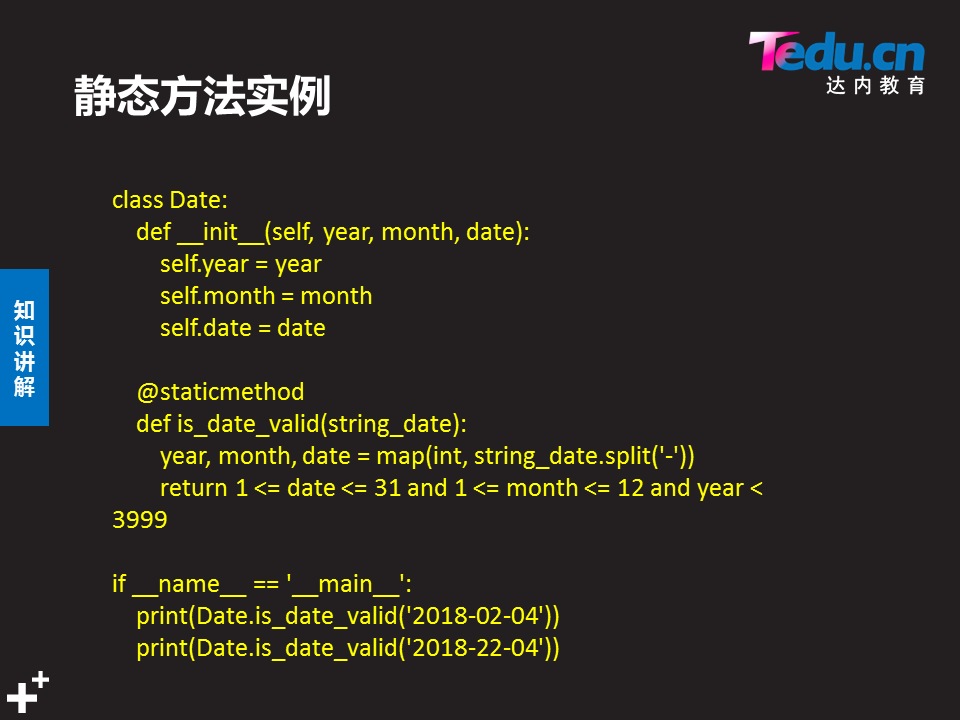 Tedu.cn
达内教育
静态方法实例
知识讲解
class Date:
    def __init__(self, year, month, date):
        self.year = year
        self.month = month
        self.date = date

    @staticmethod
    def is_date_valid(string_date):
        year, month, date = map(int, string_date.split('-'))
        return 1 <= date <= 31 and 1 <= month <= 12 and year <
3999

if __name__ == '__main__':
    print(Date.is_date_valid('2018-02-04'))
    print(Date.is_date_valid('2018-22-04'))